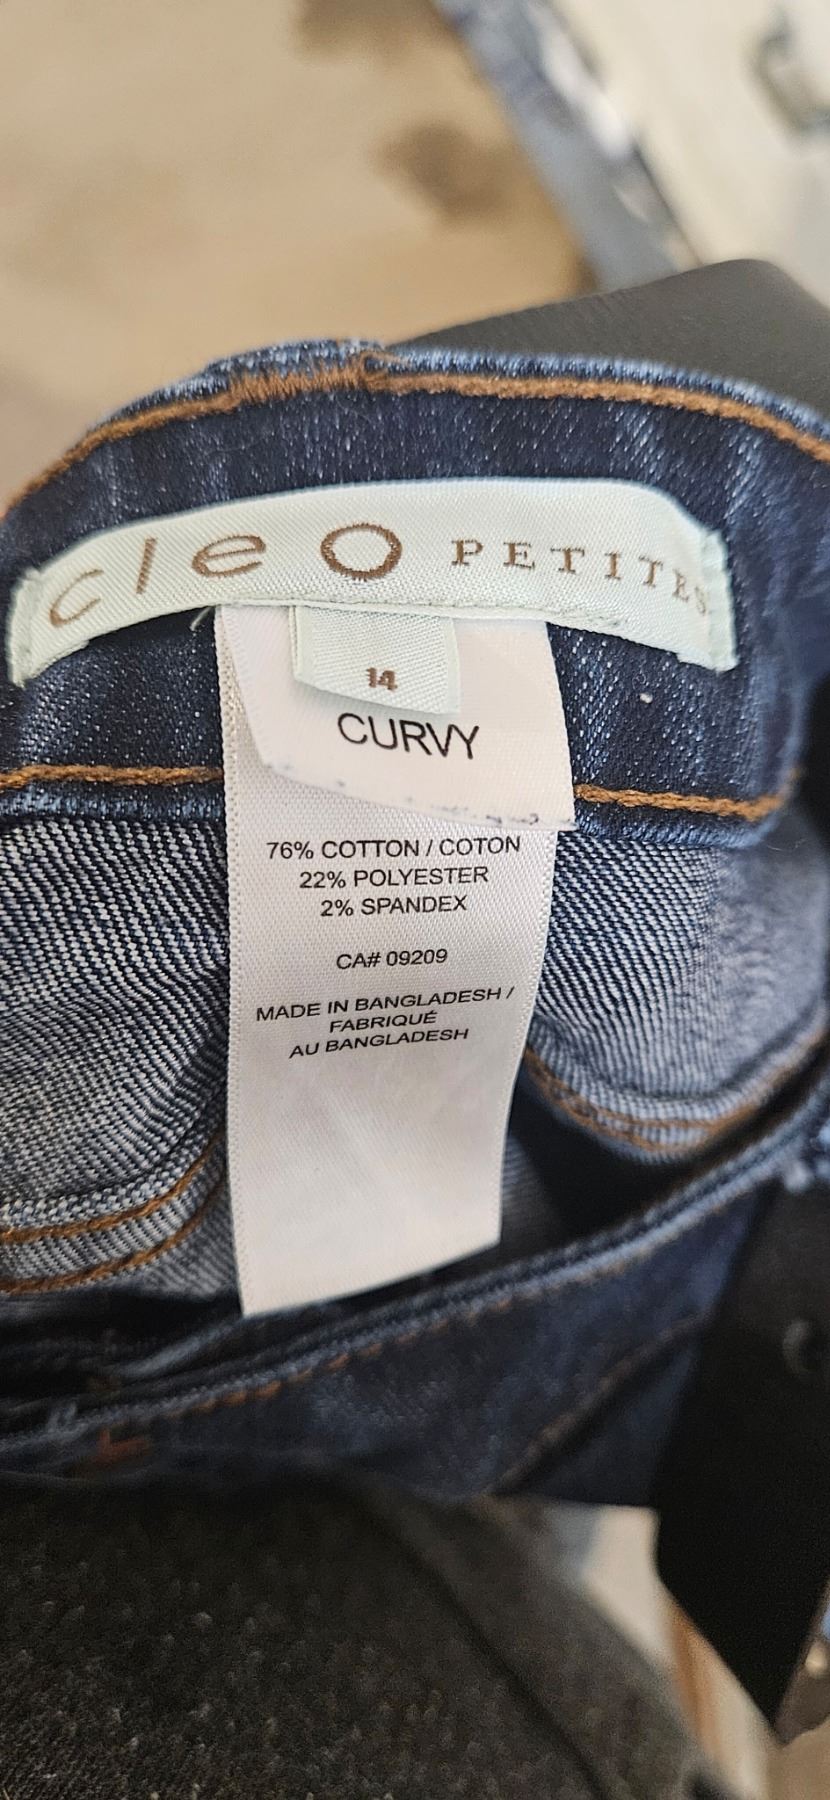 cleo PETITES
14
CURVY
76% COTTON / COTON
22% POLYESTER
2% SPANDEX
CA# 09209
MADE IN BANGLADESH /
FABRIQUÉ
AU BANGLADESH